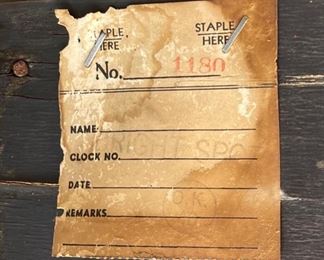 STAPLE STAPLE
HERE HERE
No. 1180
NAME
CLOCK NO.
DATE
O.K.
REMARKS